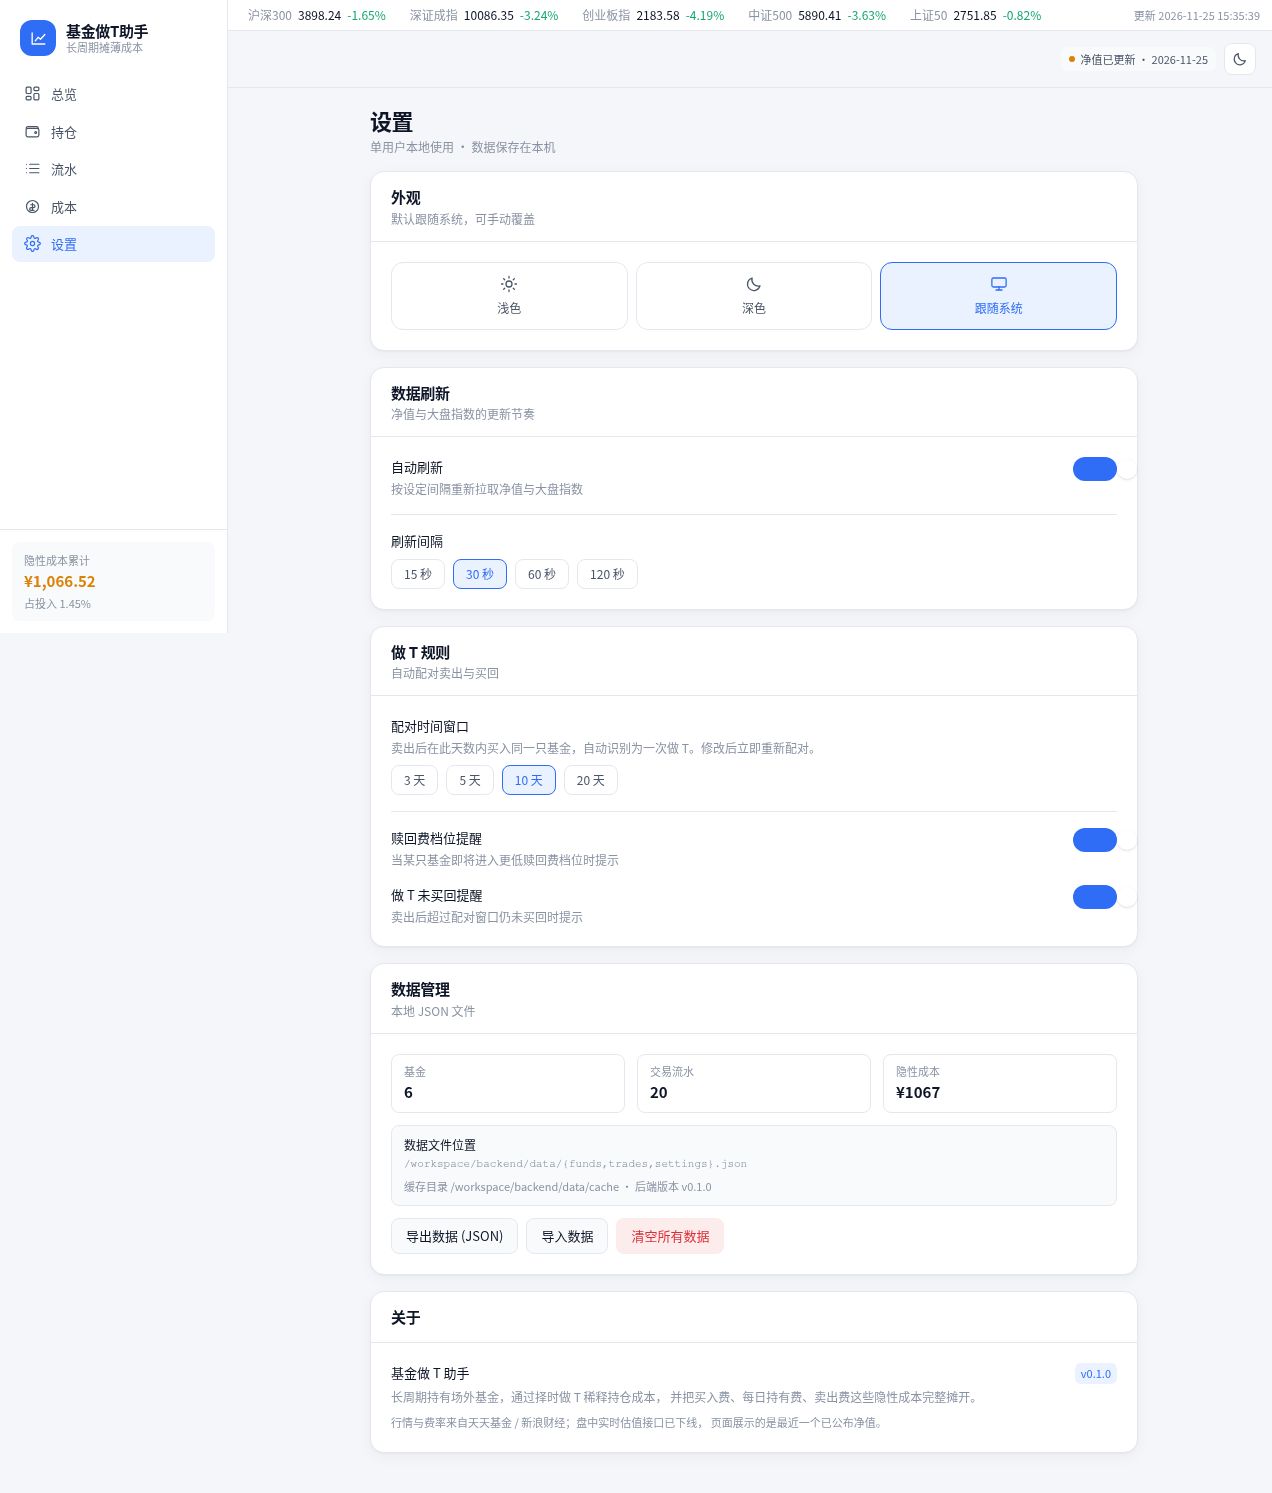 基金做T助手
长周期摊薄成本
总览
持仓
流水
成本
设置
隐性成本累计
¥1,066.52
占投入 1.45%
沪深300 3898.24 -1.65% 深证成指 10086.35 -3.24% 创业板指 2183.58 -4.19% 中证500 5890.41 -3.63% 上证50 2751.85 -0.82% 更新 2026-11-25 15:35:39
净值已更新 · 2026-11-25
设置
单用户本地使用 · 数据保存在本机
外观
默认跟随系统，可手动覆盖
浅色 深色 跟随系统
数据刷新
净值与大盘指数的更新节奏
自动刷新
按设定间隔重新拉取净值与大盘指数
刷新间隔
15 秒 30 秒 60 秒 120 秒
做 T 规则
自动配对卖出与买回
配对时间窗口
卖出后在此天数内买入同一只基金，自动识别为一次做 T。修改后立即重新配对。
3 天 5 天 10 天 20 天
赎回费档位提醒
当某只基金即将进入更低赎回费档位时提示
做 T 未买回提醒
卖出后超过配对窗口仍未买回时提示
数据管理
本地 JSON 文件
基金 交易流水 隐性成本
6 20 ¥1067
数据文件位置
/workspace/backend/data/{funds,trades,settings}.json
缓存目录 /workspace/backend/data/cache · 后端版本 v0.1.0
导出数据 (JSON) 导入数据 清空所有数据
关于
基金做 T 助手 v0.1.0
长周期持有场外基金，通过择时做 T 稀释持仓成本， 并把买入费、每日持有费、卖出费这些隐性成本完整摊开。
行情与费率来自天天基金 / 新浪财经；盘中实时估值接口已下线， 页面展示的是最近一个已公布净值。